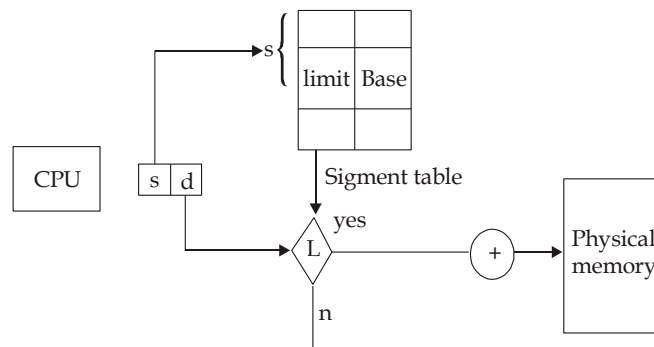 s
limit Base
CPU
s d
Sigment table
yes
L
+
Physical
memory
n